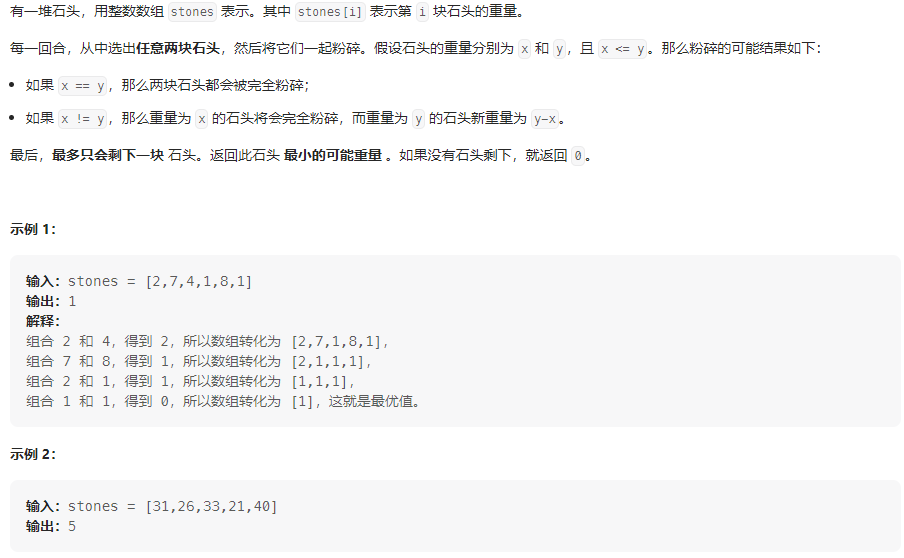 有一堆石头，用整数数组 stones 表示。其中 stones[i] 表示第 i 块石头的重量。
每一回合，从中选出任意两块石头，然后将它们一起粉碎。假设石头的重量分别为 x 和 y，且 x <= y。那么粉碎的可能结果如下：
• 如果 x == y，那么两块石头都会被完全粉碎；
• 如果 x != y，那么重量为 x 的石头将会完全粉碎，而重量为 y 的石头新重量为 y-x。
最后，最多只会剩下一块 石头。返回此石头 最小的可能重量 。如果没有石头剩下，就返回 0。
示例 1：
输入：stones = [2,7,4,1,8,1]
输出：1
解释：
组合 2 和 4，得到 2，所以数组转化为 [2,7,1,8,1]，
组合 7 和 8，得到 1，所以数组转化为 [2,1,1,1]，
组合 2 和 1，得到 1，所以数组转化为 [1,1,1]，
组合 1 和 1，得到 0，所以数组转化为 [1]，这就是最优值。
示例 2：
输入：stones = [31,26,33,21,40]
输出：5